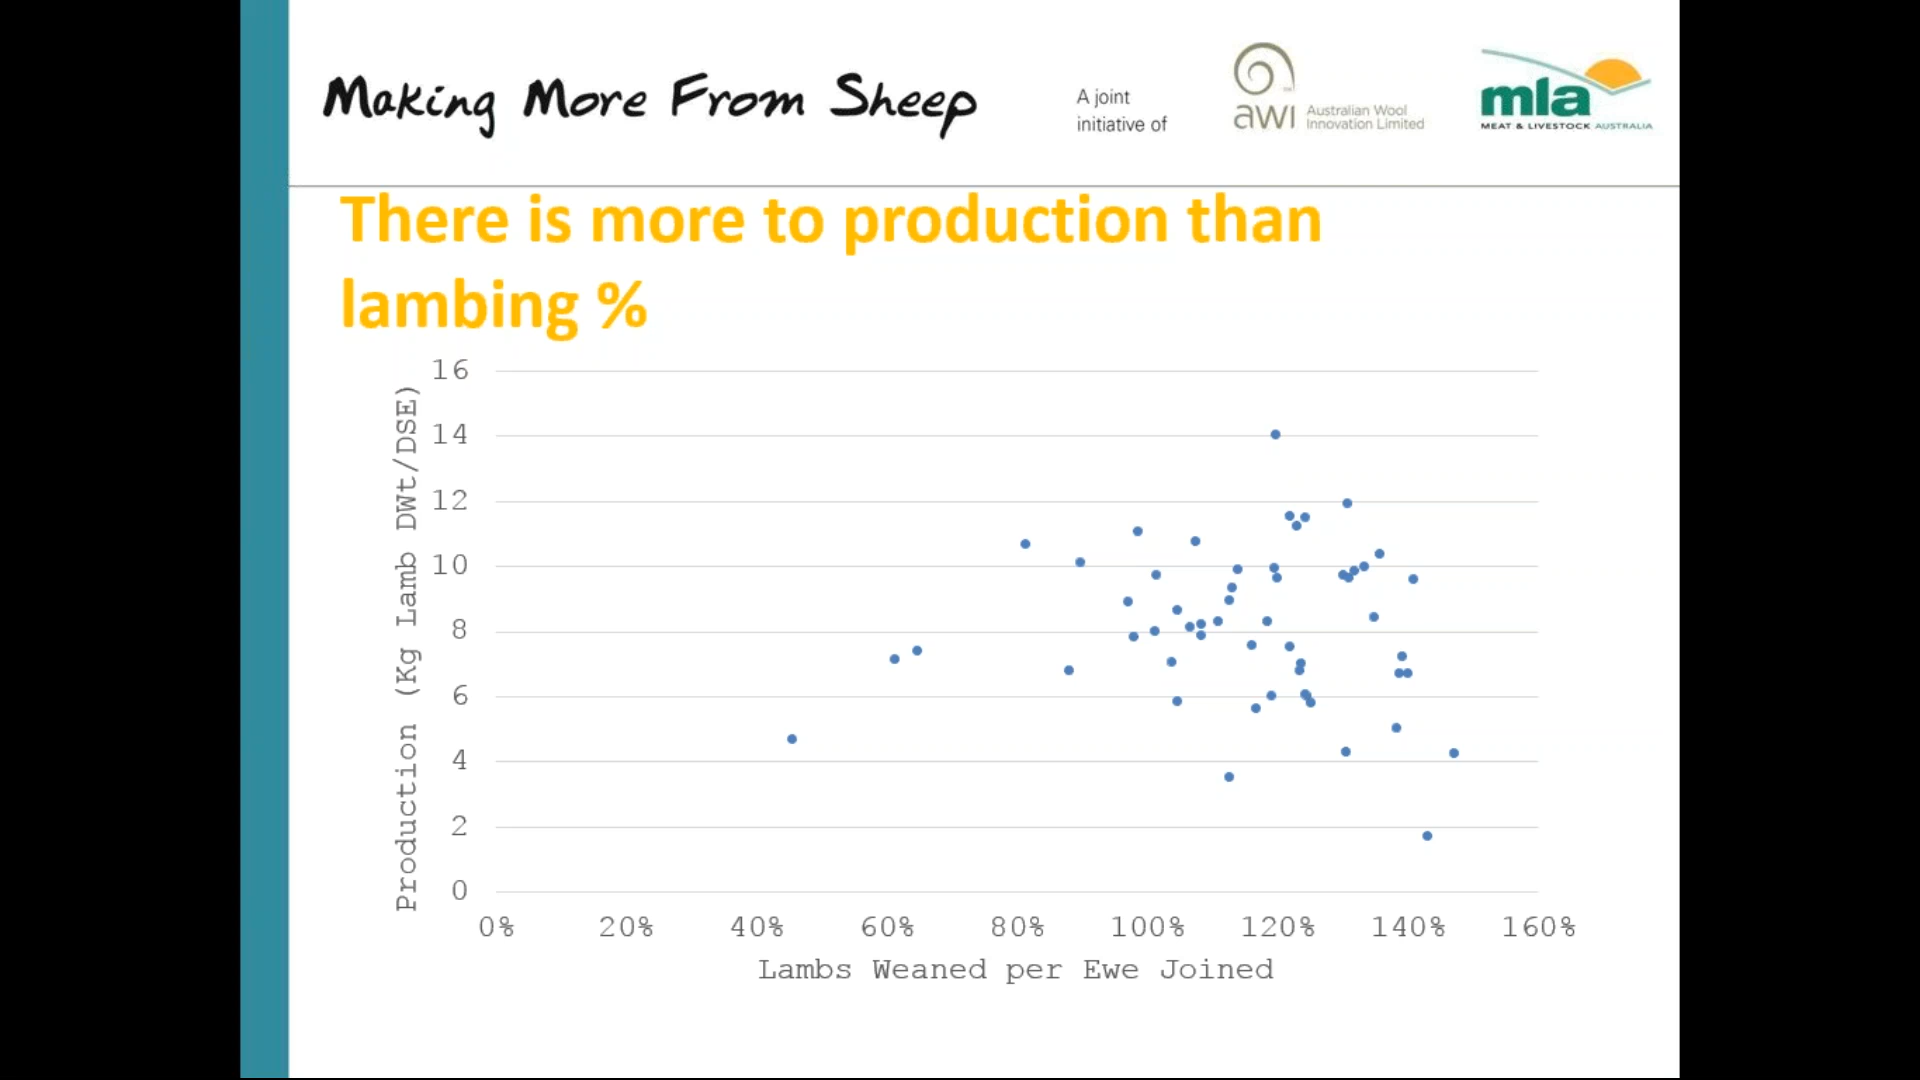 Making More From Sheep
A joint
initiative of
awi
Australian Wool
Innovation Limited
mla
MEAT & LIVESTOCK AUSTRALIA
There is more to production than
lambing %
Production (Kg Lamb DWt/DSE)
16
14
12
10
8
6
4
2
0
0% 20% 40% 60% 80% 100% 120% 140% 160%
Lambs Weaned per Ewe Joined